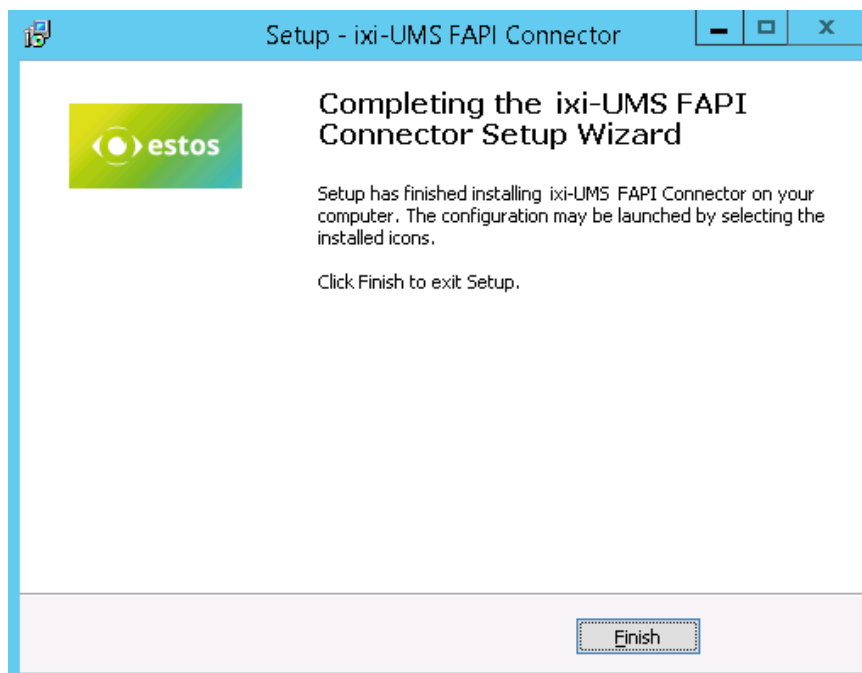 Setup - ixi-UMS FAPI Connector
estos
Completing the ixi-UMS FAPI
Connector Setup Wizard
Setup has finished installing ixi-UMS FAPI Connector on your
computer. The configuration may be launched by selecting the
installed icons.
Click Finish to exit Setup.
Finish